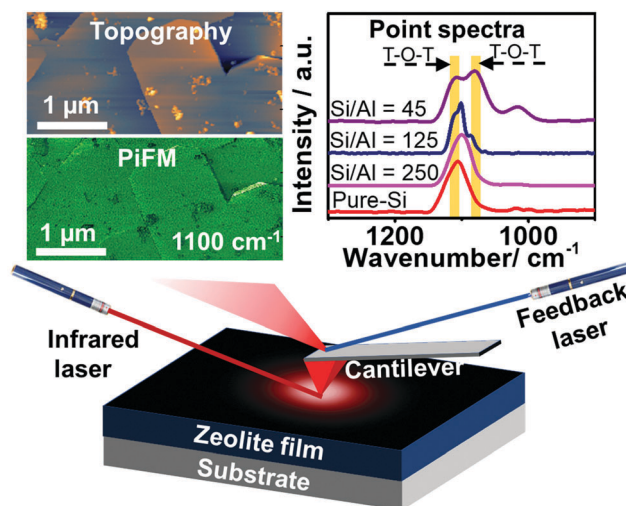 Topography
1 µm
PiFM
1 µm
1100 cm⁻¹
Point spectra
T-O-T
T-O-T
Intensity / a.u.
Si/Al = 45
Si/Al = 125
Si/Al = 250
Pure-Si
1200
1000
Wavenumber/ cm⁻¹
Infrared
laser
Feedback
laser
Cantilever
Zeolite film
Substrate